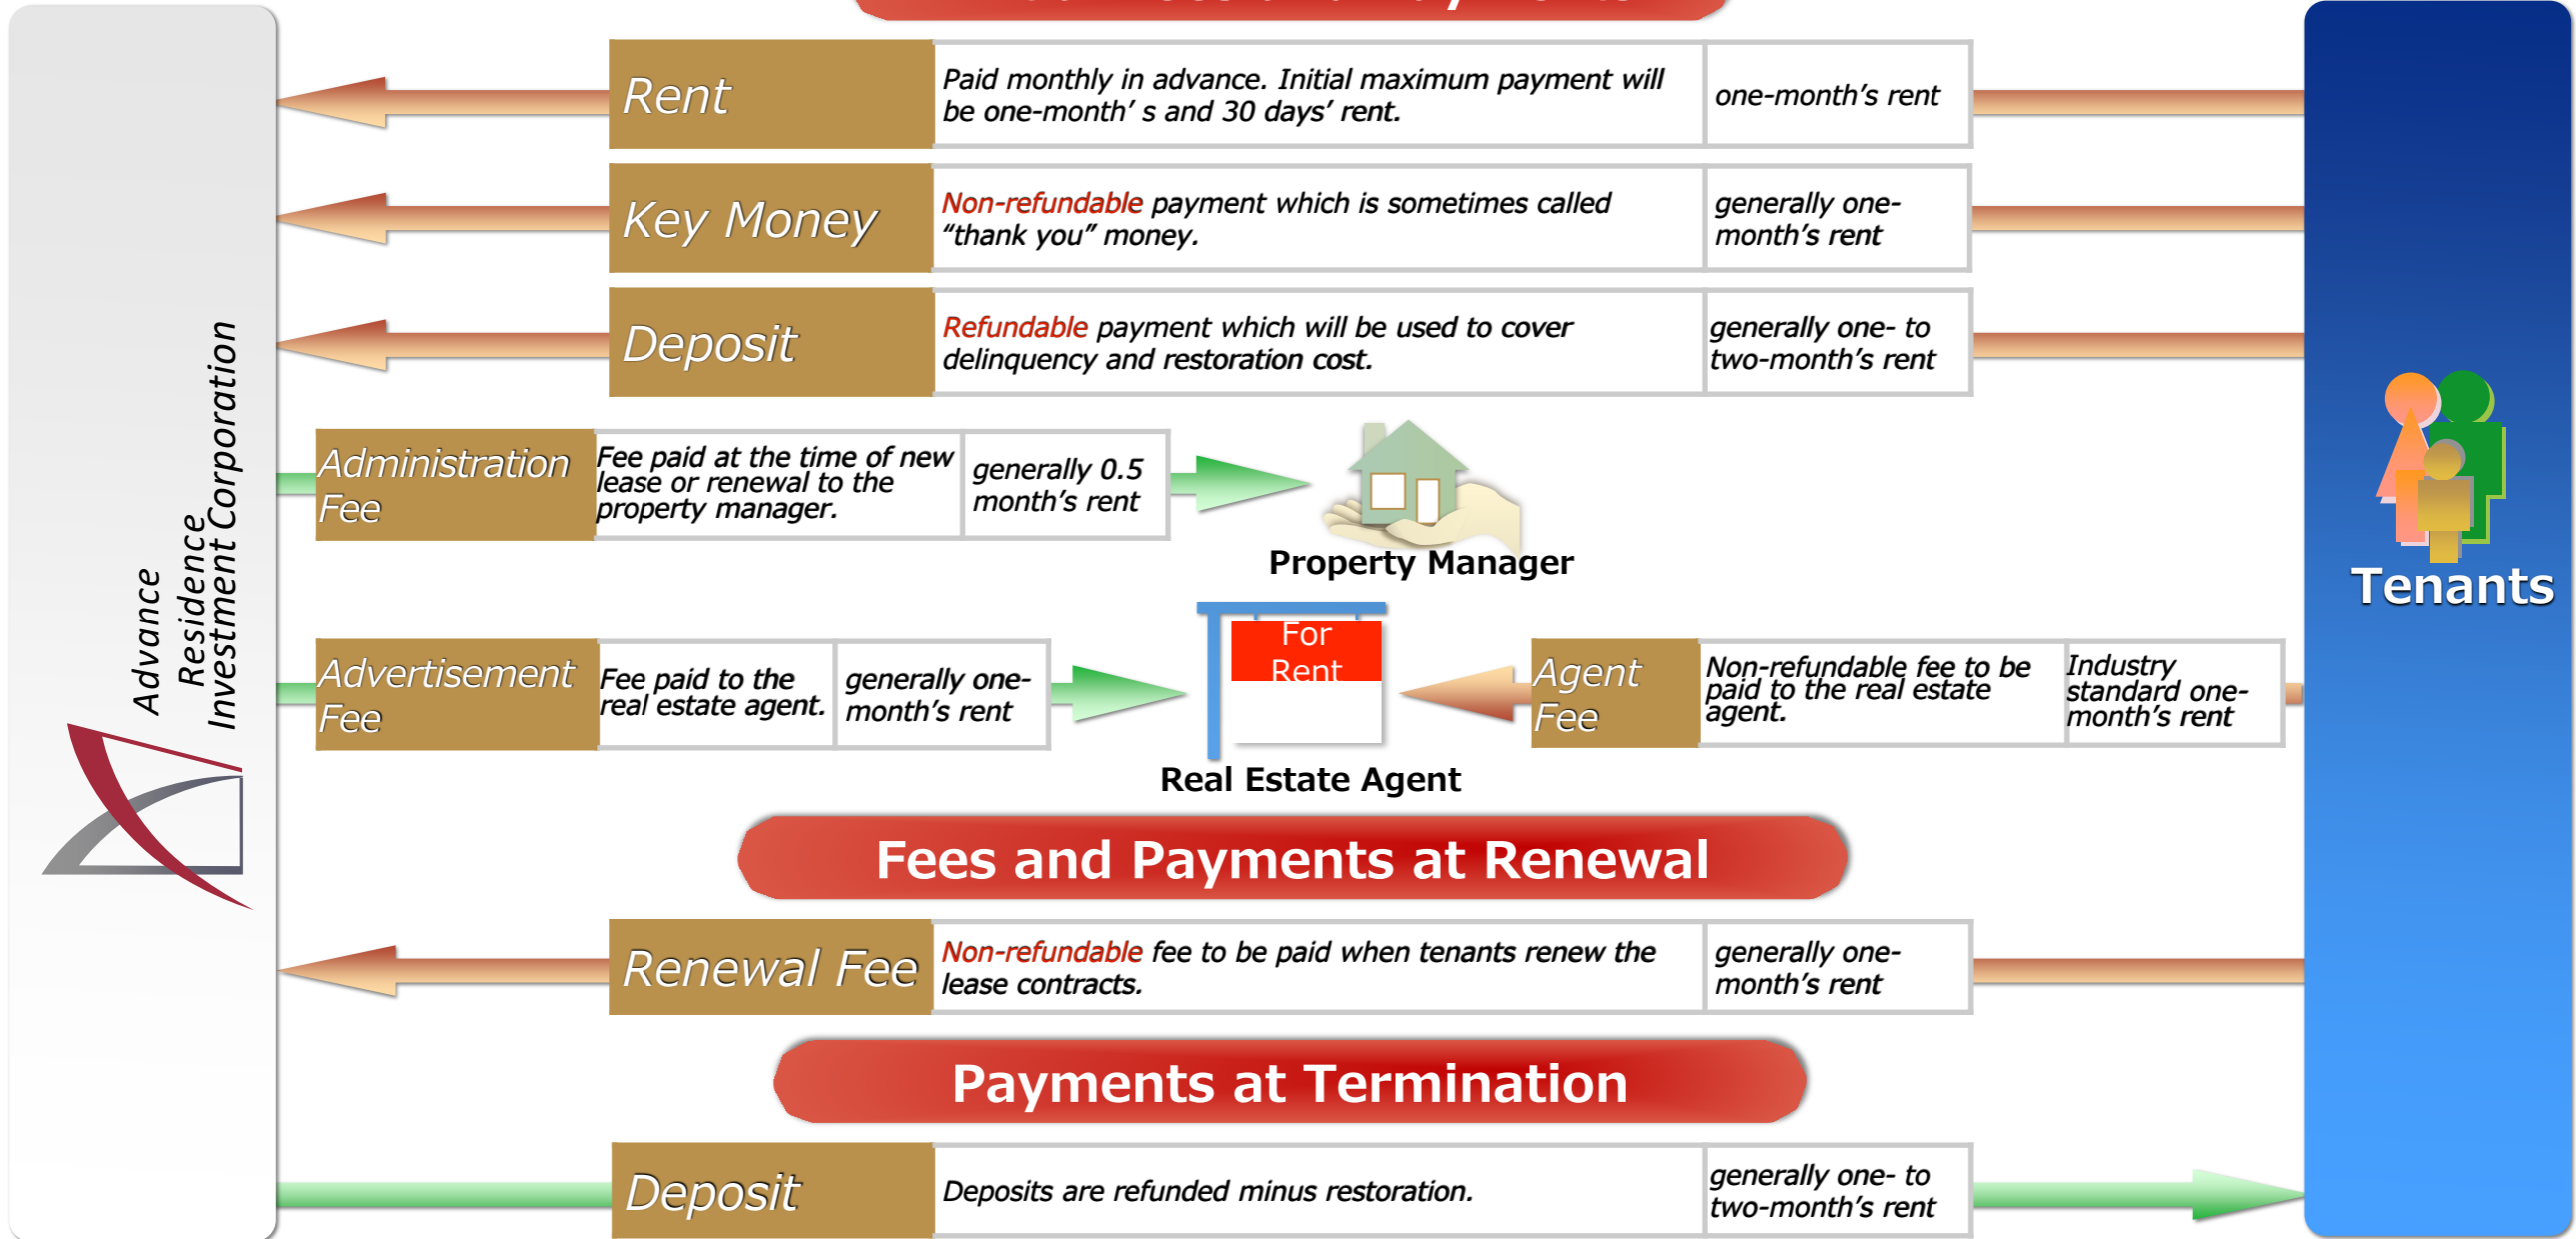 Rent
Paid monthly in advance. Initial maximum payment will
be one-month' s and 30 days' rent.
one-month's rent
Key Money
Non-refundable payment which is sometimes called
“thank you” money.
generally one-
month's rent
Deposit
Refundable payment which will be used to cover
delinquency and restoration cost.
generally one- to
two-month's rent
Advance
Residence
Investment Corporation
Administration
Fee
Fee paid at the time of new
lease or renewal to the
property manager.
generally 0.5
month's rent
Property Manager
Tenants
Advertisement
Fee
Fee paid to the
real estate agent.
generally one-
month's rent
For
Rent
Real Estate Agent
Agent
Fee
Non-refundable fee to be
paid to the real estate
agent.
Industry
standard one-
month's rent
Fees and Payments at Renewal
Renewal Fee
Non-refundable fee to be paid when tenants renew the
lease contracts.
generally one-
month's rent
Payments at Termination
Deposit
Deposits are refunded minus restoration.
generally one- to
two-month's rent